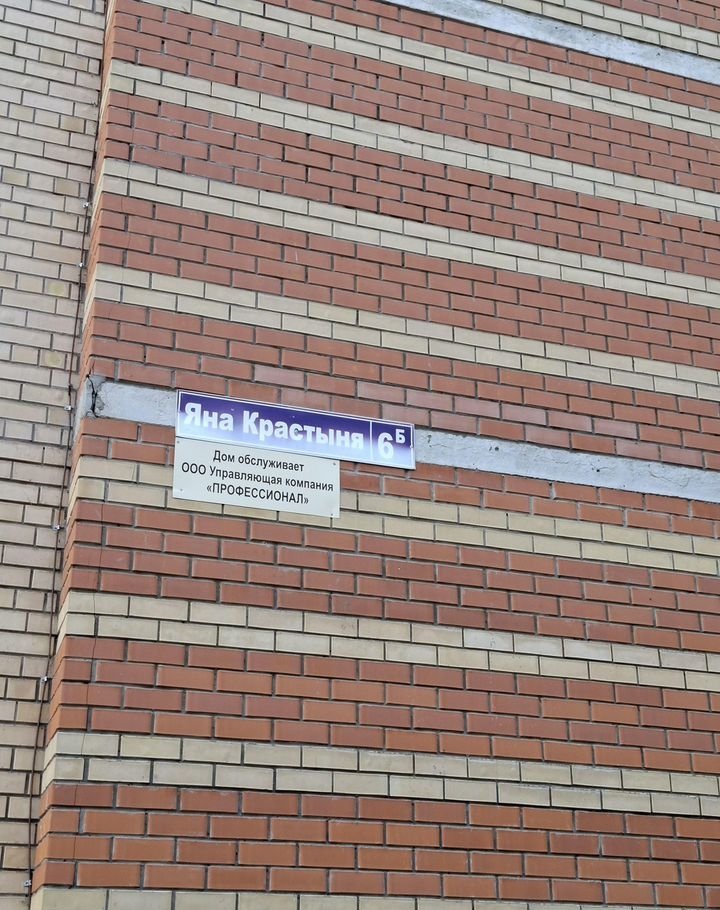 Яна Крастыня 6Б
Дом обслуживает
ООО Управляющая компания
«ПРОФЕССИОНАЛ»